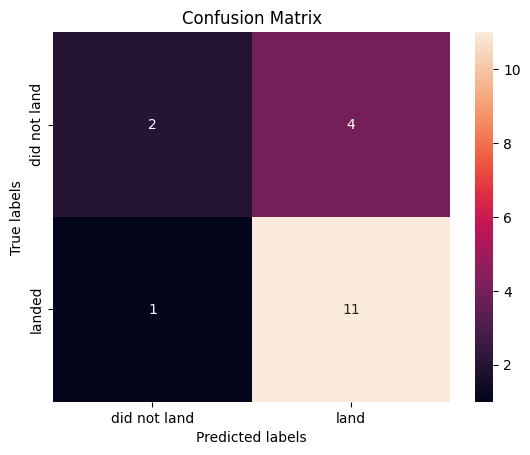 Confusion Matrix
True labels
did not land
landed
2
4
1
11
did not land
land
Predicted labels
10
8
6
4
2